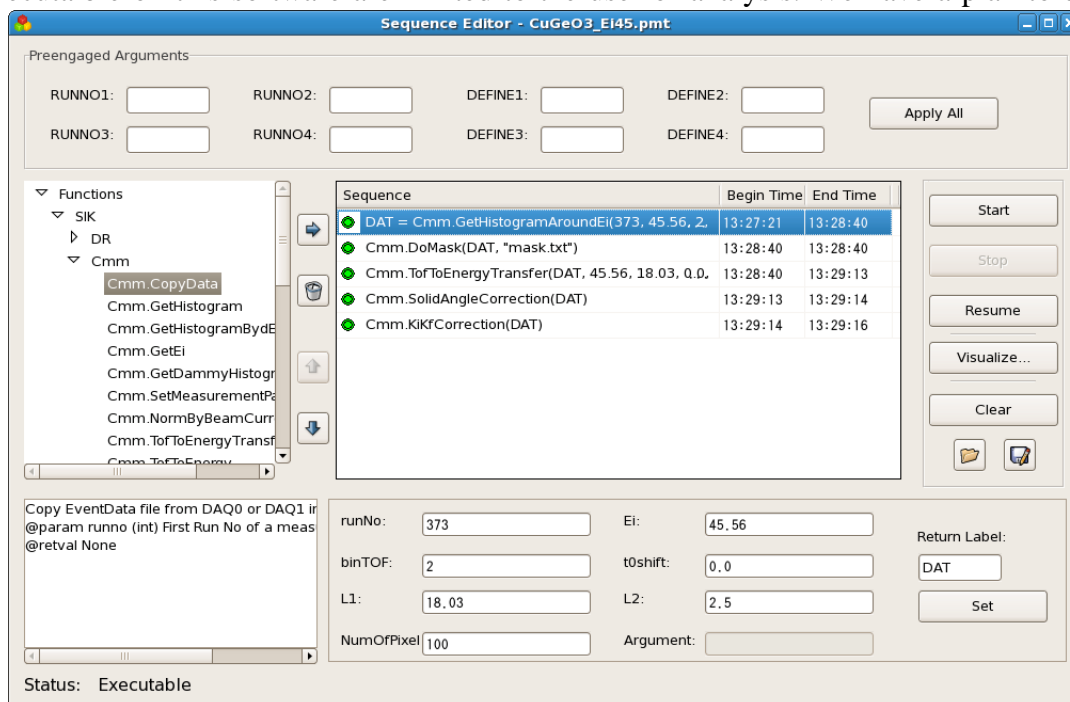 Sequence Editor - CuGeO3_Ei45.pmt
Preengaged Arguments
RUNNO1: RUNNO2: DEFINE1: DEFINE2:
Apply All
RUNNO3: RUNNO4: DEFINE3: DEFINE4:
Functions
SIK
DR
Cmm
Cmm.CopyData
Cmm.GetHistogram
Cmm.GetHistogramBydE
Cmm.GetEi
Cmm.GetDammyHistogr
Cmm.SetMeasurementPa
Cmm.NormByBeamCurr
Cmm.TofToEnergyTransf
Cmm.TofToEnergy
Sequence Begin Time End Time
DAT = Cmm.GetHistogramAroundEi(373, 45.56, 2, 13:27:21 13:28:40
Cmm.DoMask(DAT, "mask.txt") 13:28:40 13:28:40
Cmm.TofToEnergyTransfer(DAT, 45.56, 18.03, 0.0, 13:28:40 13:29:13
Cmm.SolidAngleCorrection(DAT) 13:29:13 13:29:14
Cmm.KiKfCorrection(DAT) 13:29:14 13:29:16
Start
Stop
Resume
Visualize...
Clear
Copy EventData file from DAQ0 or DAQ1 in
@param runno (int) First Run No of a meas
@retval None
runNo: 373 Ei: 45.56
Return Label:
binTOF: 2 t0shift: 0.0
DAT
L1: 18.03 L2: 2.5
Set
NumOfPixel 100 Argument:
Status: Executable